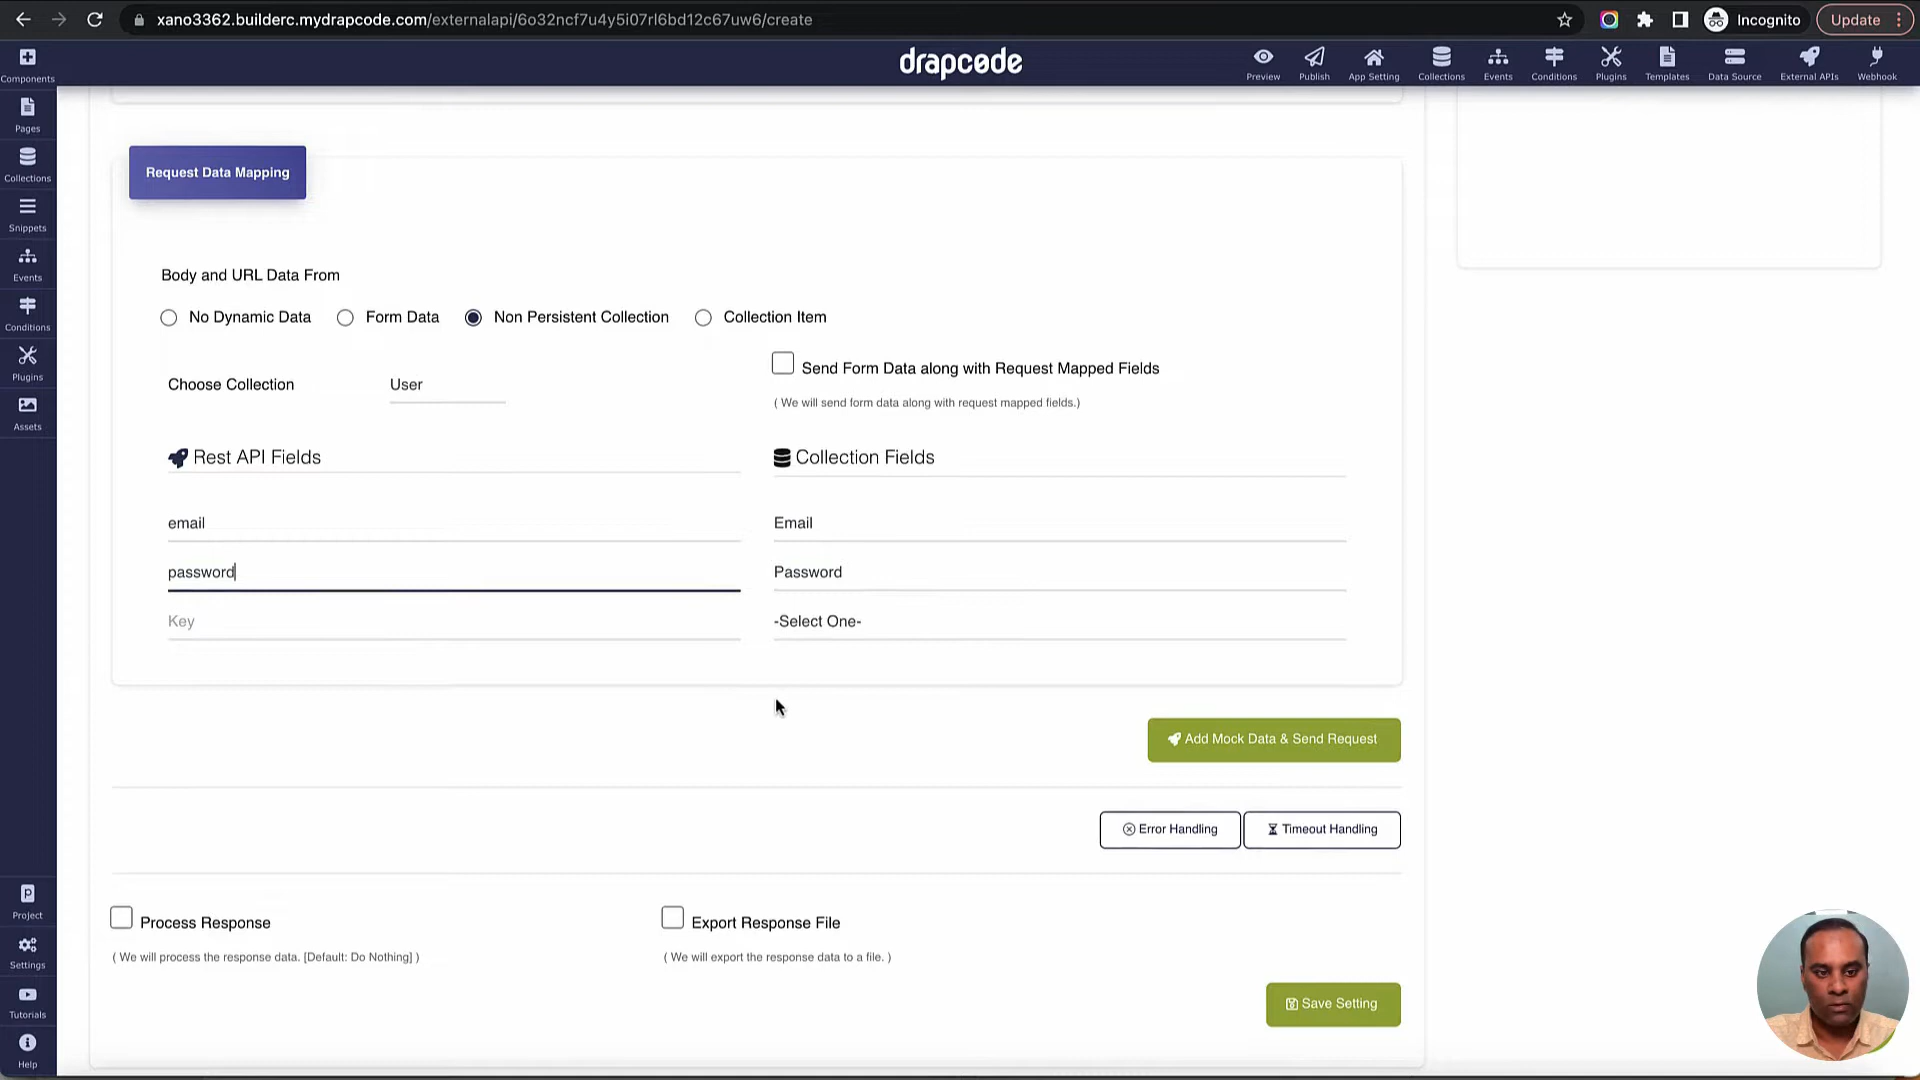 xano3362.builderc.mydrapcode.com/externalapi/6o32ncf7u4y5i07rl6bd12c67uw6/create
Incognito
Update
Components
drapcode
Preview
Publish
App Setting
Collections
Events
Conditions
Plugins
Templates
Data Source
External APIs
Webhook
Pages
Collections
Snippets
Events
Conditions
Plugins
Assets
Project
Settings
Tutorials
Help
Request Data Mapping
Body and URL Data From
No Dynamic Data
Form Data
Non Persistent Collection
Collection Item
Choose Collection
User
Send Form Data along with Request Mapped Fields
( We will send form data along with request mapped fields.)
Rest API Fields
Collection Fields
email
Email
password
Password
Key
-Select One-
Add Mock Data & Send Request
Error Handling
Timeout Handling
Process Response
( We will process the response data. [Default: Do Nothing] )
Export Response File
( We will export the response data to a file. )
Save Setting